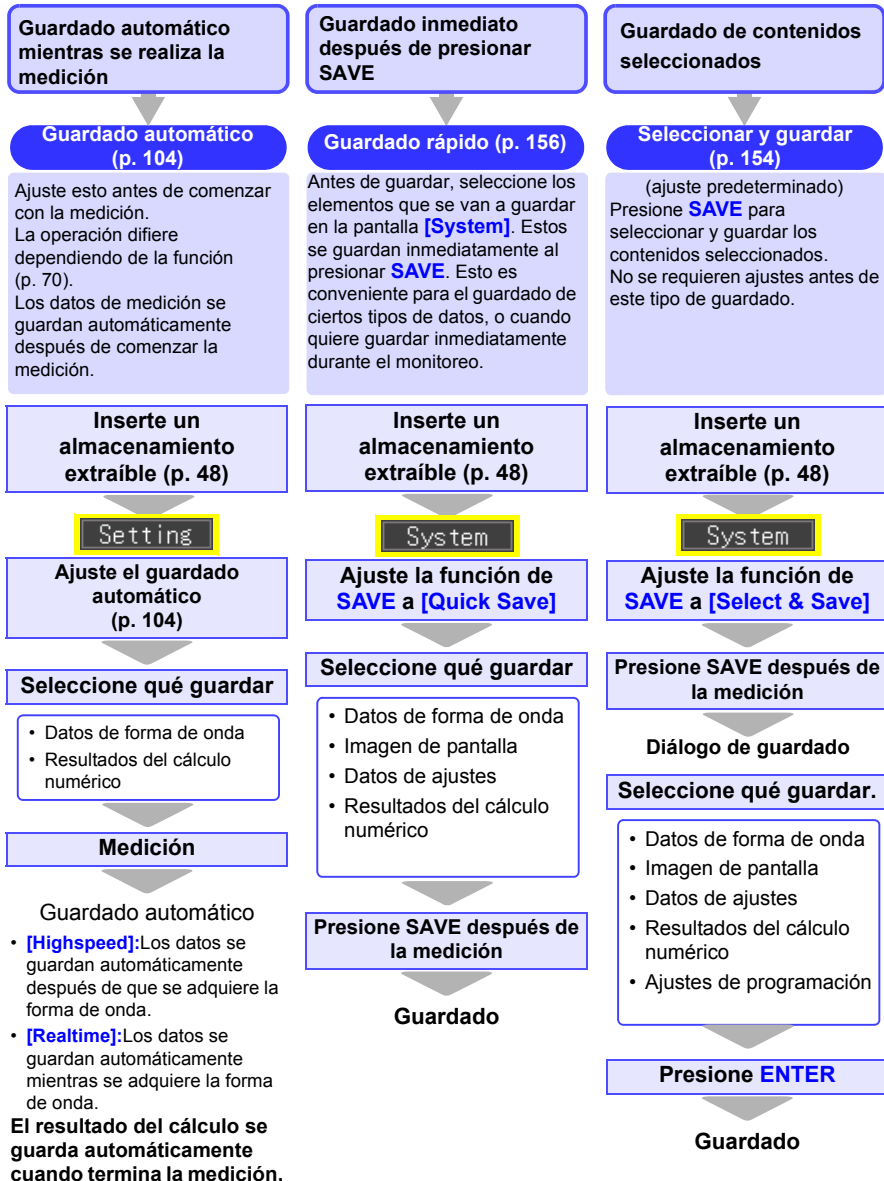 Guardado automático
mientras se realiza la
medición
Guardado automático
(p. 104)
Ajuste esto antes de comenzar
con la medición.
La operación difiere
dependiendo de la función
(p. 70).
Los datos de medición se
guardan automáticamente
después de comenzar la
medición.
Inserte un
almacenamiento
extraíble (p. 48)
Setting
Ajuste el guardado
automático
(p. 104)
Seleccione qué guardar
• Datos de forma de onda
• Resultados del cálculo
numérico
Medición
Guardado automático
• [Highspeed]:Los datos se
guardan automáticamente
después de que se adquiere la
forma de onda.
• [Realtime]:Los datos se
guardan automáticamente
mientras se adquiere la forma
de onda.
El resultado del cálculo se
guarda automáticamente
cuando termina la medición.
Guardado inmediato
después de presionar
SAVE
Guardado rápido (p. 156)
Antes de guardar, seleccione los
elementos que se van a guardar
en la pantalla [System]. Estos
se guardan inmediatamente al
presionar SAVE. Esto es
conveniente para el guardado de
ciertos tipos de datos, o cuando
quiere guardar inmediatamente
durante el monitoreo.
Inserte un
almacenamiento
extraíble (p. 48)
System
Ajuste la función de
SAVE a [Quick Save]
Seleccione qué guardar
• Datos de forma de onda
• Imagen de pantalla
• Datos de ajustes
• Resultados del cálculo
numérico
Presione SAVE después de
la medición
Guardado
Guardado de contenidos
seleccionados
Seleccionar y guardar
(p. 154)
(ajuste predeterminado)
Presione SAVE para
seleccionar y guardar los
contenidos seleccionados.
No se requieren ajustes antes de
este tipo de guardado.
Inserte un
almacenamiento
extraíble (p. 48)
System
Ajuste la función de
SAVE a [Select & Save]
Presione SAVE después de
la medición
Diálogo de guardado
Seleccione qué guardar.
• Datos de forma de onda
• Imagen de pantalla
• Datos de ajustes
• Resultados del cálculo
numérico
• Ajustes de programación
Presione ENTER
Guardado